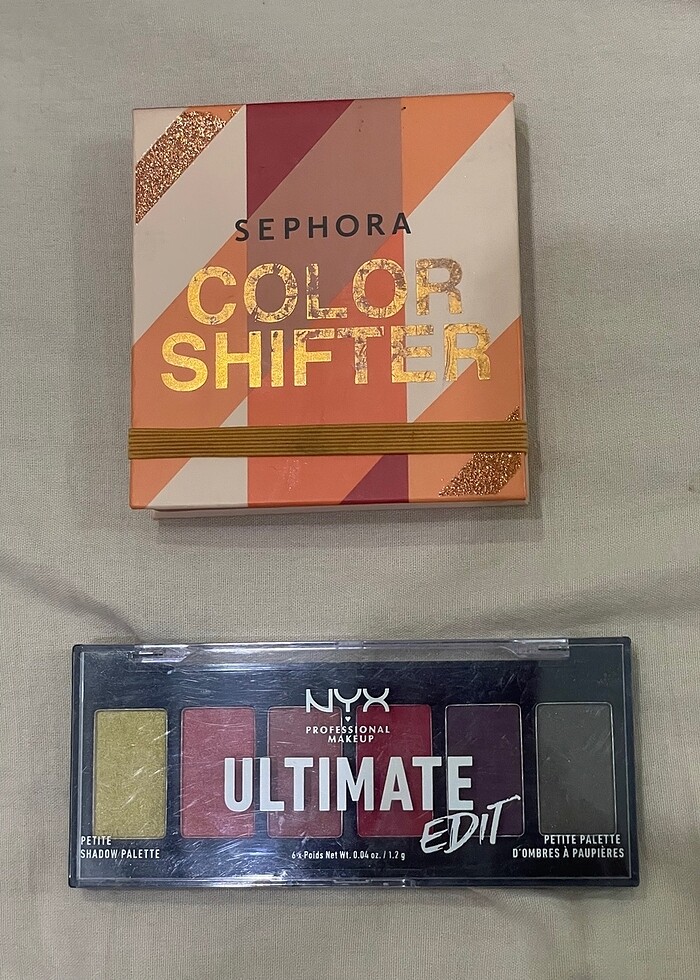 SEPHORA
COLOR
SHIFTER
NYX
PROFESSIONAL
MAKEUP
ULTIMATE
EDIT
PETITE
SHADOW PALETTE
6 x Poids Net Wt. 0.04 oz. / 1.2 g
PETITE PALETTE
D'OMBRES À PAUPIÈRES